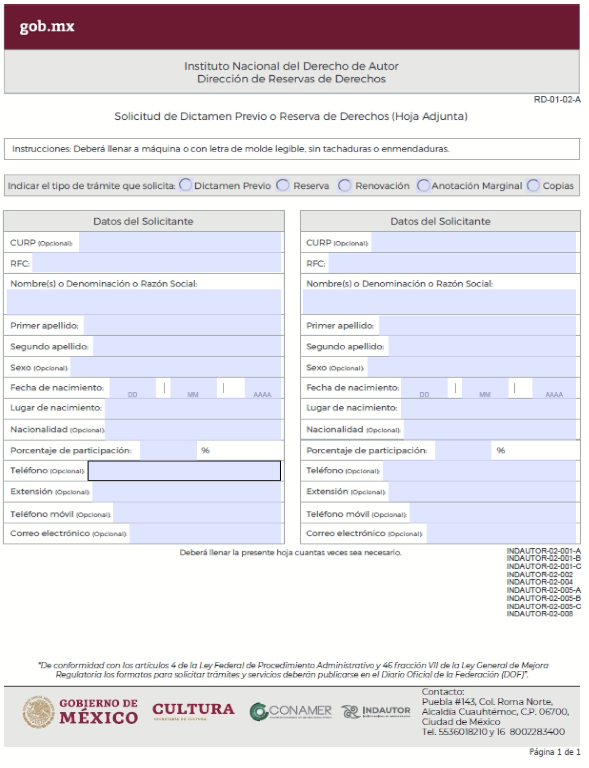 gob.mx
Instituto Nacional del Derecho de Autor
Dirección de Reservas de Derechos
RD-01-02-A
Solicitud de Dictamen Previo o Reserva de Derechos (Hoja Adjunta)
Instrucciones: Deberá llenar a máquina o con letra de molde legible, sin tachaduras o enmendaduras.
Indicar el tipo de trámite que solicita: Dictamen Previo Reserva Renovación Anotación Marginal Copias
Datos del Solicitante
CURP (Opcional):
RFC:
Nombre(s) o Denominación o Razón Social:
Primer apellido:
Segundo apellido:
Sexo (Opcional):
Fecha de nacimiento: DD | MM | AAAA
Lugar de nacimiento:
Nacionalidad (Opcional):
Porcentaje de participación: %
Teléfono (Opcional):
Extensión (Opcional):
Teléfono móvil (Opcional):
Correo electrónico (Opcional):
Datos del Solicitante
CURP (Opcional):
RFC:
Nombre(s) o Denominación o Razón Social:
Primer apellido:
Segundo apellido:
Sexo (Opcional):
Fecha de nacimiento: DD | MM | AAAA
Lugar de nacimiento:
Nacionalidad (Opcional):
Porcentaje de participación: %
Teléfono (Opcional):
Extensión (Opcional):
Teléfono móvil (Opcional):
Correo electrónico (Opcional):
Deberá llenar la presente hoja cuantas veces sea necesario.
INDAUTOR-02-001-A
INDAUTOR-02-001-B
INDAUTOR-02-001-C
INDAUTOR-02-002
INDAUTOR-02-004
INDAUTOR-02-005-A
INDAUTOR-02-005-B
INDAUTOR-02-005-C
INDAUTOR-02-008
"De conformidad con los artículos 4 de la Ley Federal de Procedimiento Administrativo y 46 fracción VII de la Ley General de Mejora
Regulatoria los formatos para solicitar trámites y servicios deberán publicarse en el Diario Oficial de la Federación (DOF)".
GOBIERNO DE
MÉXICO
CULTURA
SECRETARÍA DE CULTURA
CONAMER
INDAUTOR
Contacto:
Puebla #143, Col. Roma Norte,
Alcaldía Cuauhtémoc, C.P. 06700,
Ciudad de México
Tel. 5536018210 y 16 8002283400
Página 1 de 1